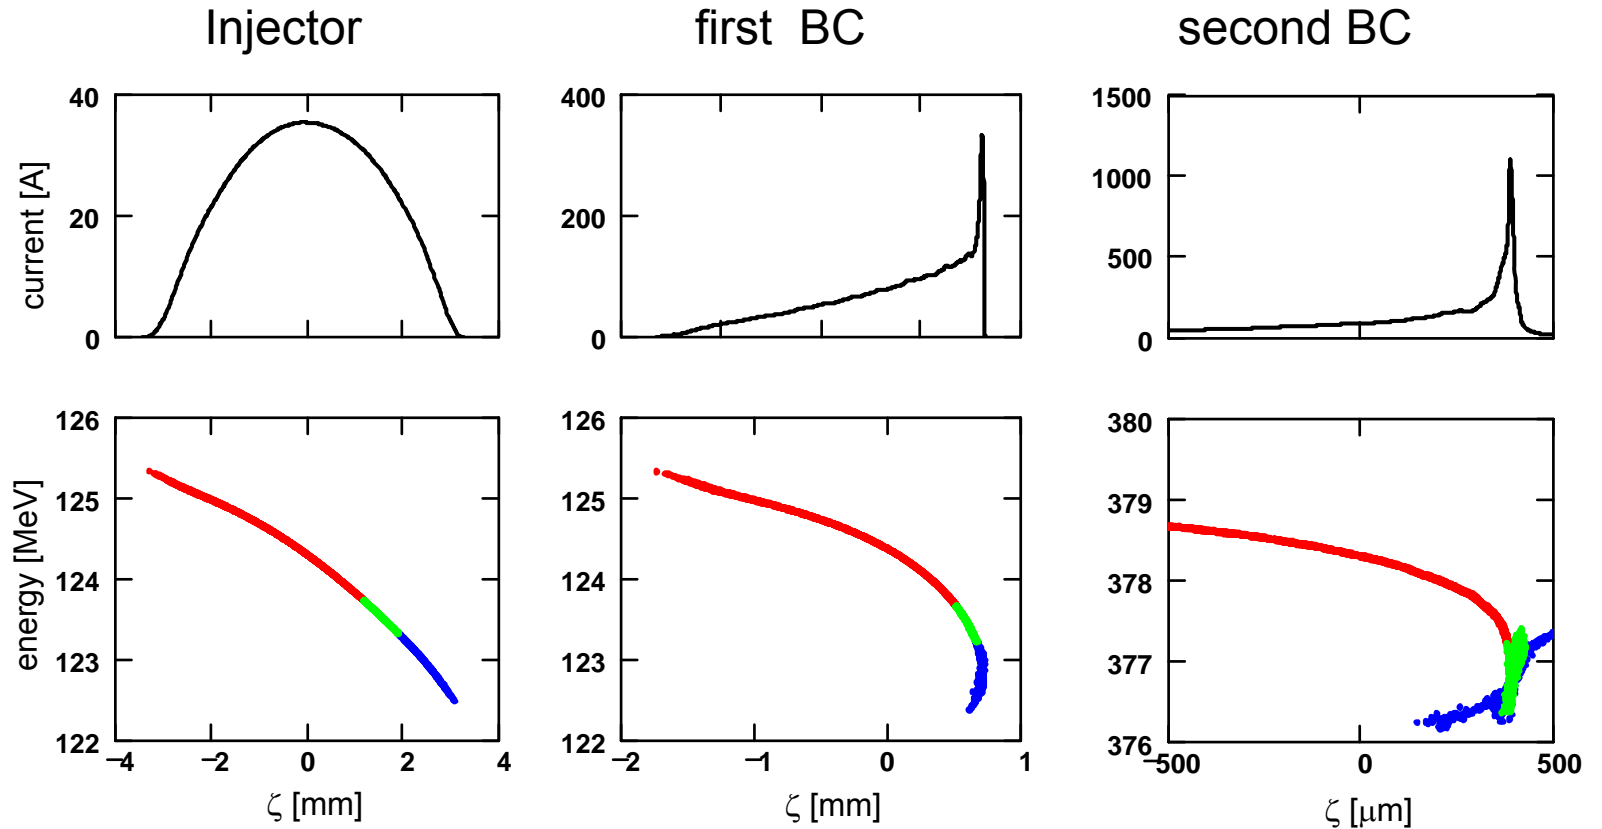 Injector
first BC
second BC
current [A]
40
20
0
400
200
0
1500
1000
500
0
energy [MeV]
126
125
124
123
122
−4 −2 0 2 4
ζ [mm]
126
125
124
123
122
−2 −1 0 1
ζ [mm]
380
379
378
377
376
−500 0 500
ζ [μm]